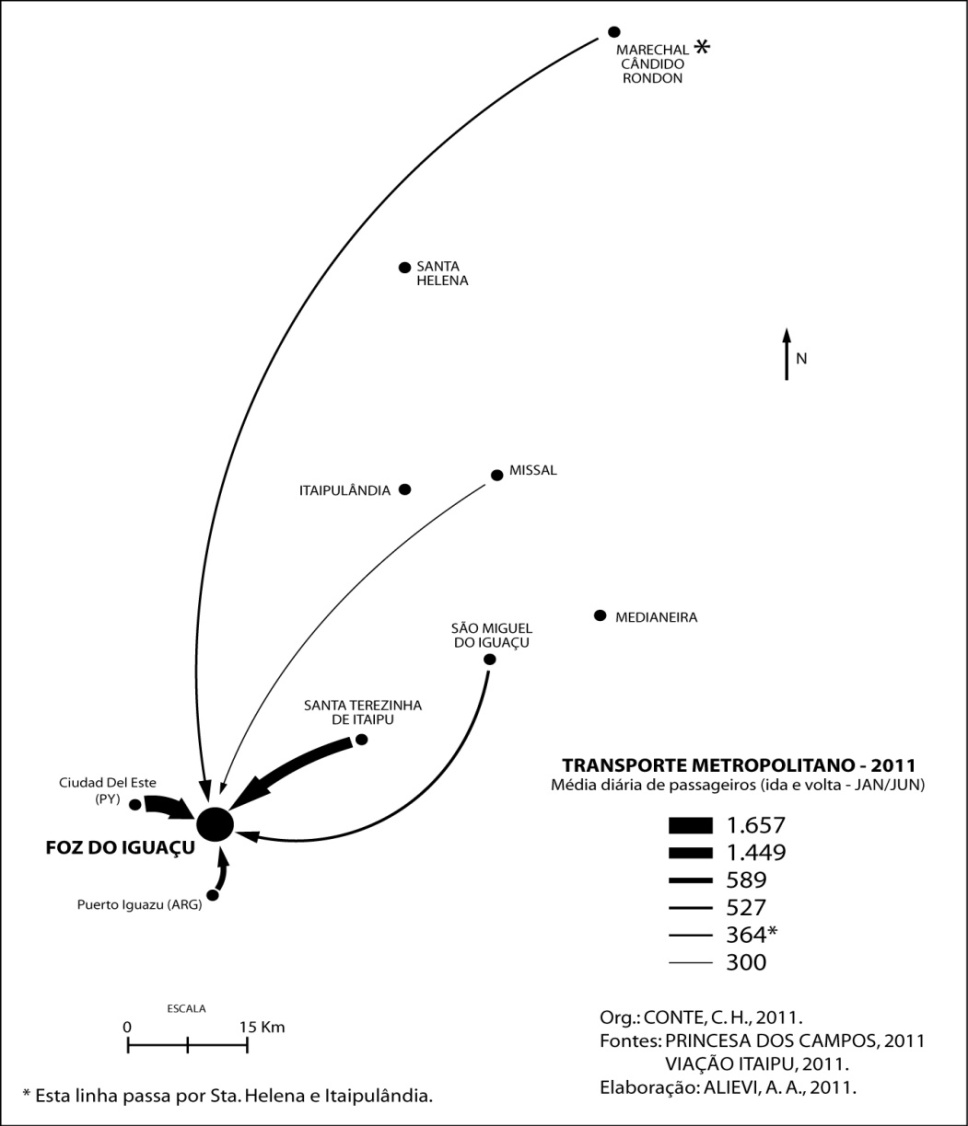 MARECHAL *
CÂNDIDO
RONDON
SANTA
HELENA
N
MISSAL
ITAIPULÂNDIA
MEDIANEIRA
SÃO MIGUEL
DO IGUAÇU
SANTA TEREZINHA
DE ITAIPU
Ciudad Del Este
(PY)
FOZ DO IGUAÇU
Puerto Iguazu (ARG)
TRANSPORTE METROPOLITANO - 2011
Média diária de passageiros (ida e volta - JAN/JUN)
1.657
1.449
589
527
364*
300
ESCALA
0 15 Km
Org.: CONTE, C. H., 2011.
Fontes: PRINCESA DOS CAMPOS, 2011
VIAÇÃO ITAIPU, 2011.
Elaboração: ALIEVI, A. A., 2011.
* Esta linha passa por Sta. Helena e Itaipulândia.